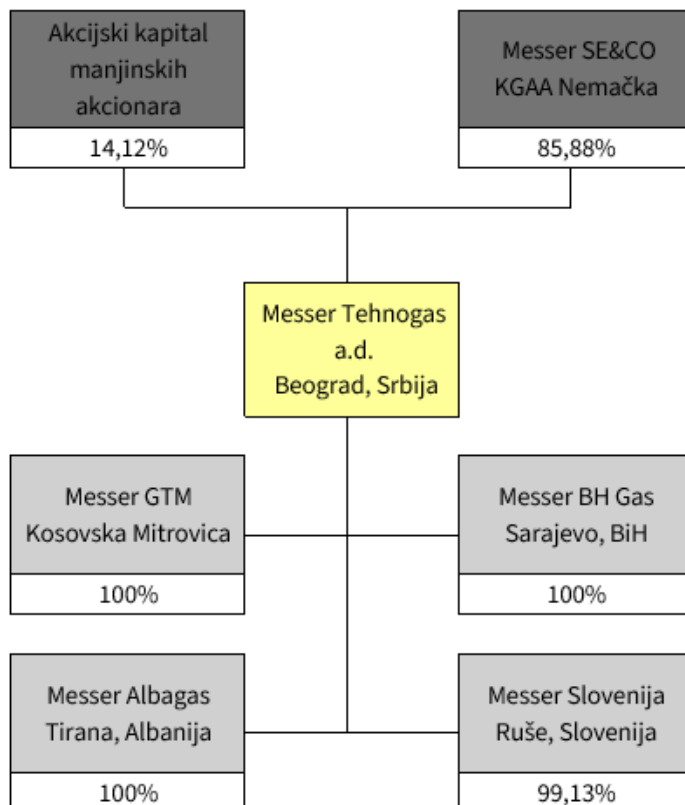 Akcijski kapital
manjinskih
akcionara
14,12%
Messer SE&CO
KGAA Nemačka
85,88%
Messer Tehnogas
a.d.
Beograd, Srbija
Messer GTM
Kosovska Mitrovica
100%
Messer BH Gas
Sarajevo, BiH
100%
Messer Albagas
Tirana, Albanija
100%
Messer Slovenija
Ruše, Slovenija
99,13%